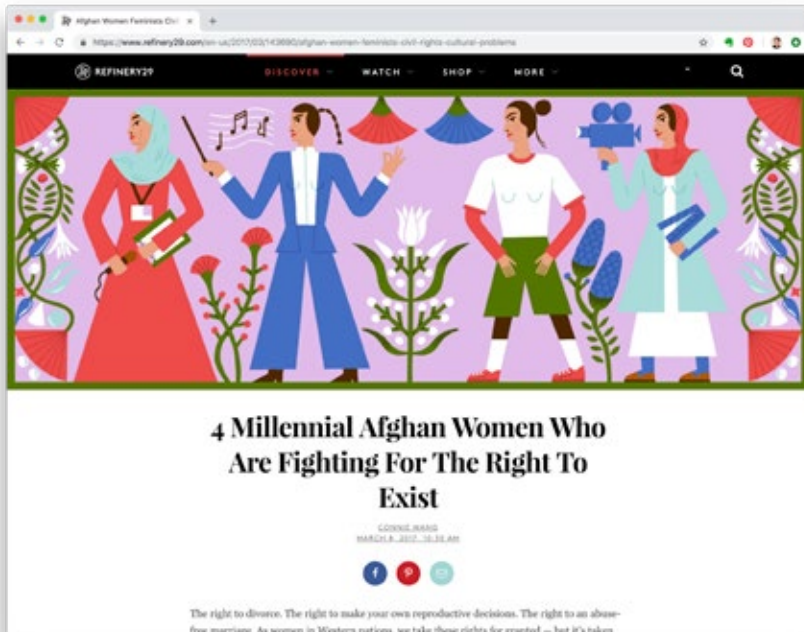 Afghan Women Feminists Civi
https://www.refinery29.com/en-us/2017/03/143690/afghan-women-feminists-civil-rights-cultural-problems
REFINERY29
DISCOVER
WATCH
SHOP
MORE
4 Millennial Afghan Women Who
Are Fighting For The Right To
Exist
CONNIE WANG
MARCH 8, 2017, 10:30 AM
The right to divorce. The right to make your own reproductive decisions. The right to an abuse-
free marriage. As women in Western nations, we take these rights for granted — but it's taken